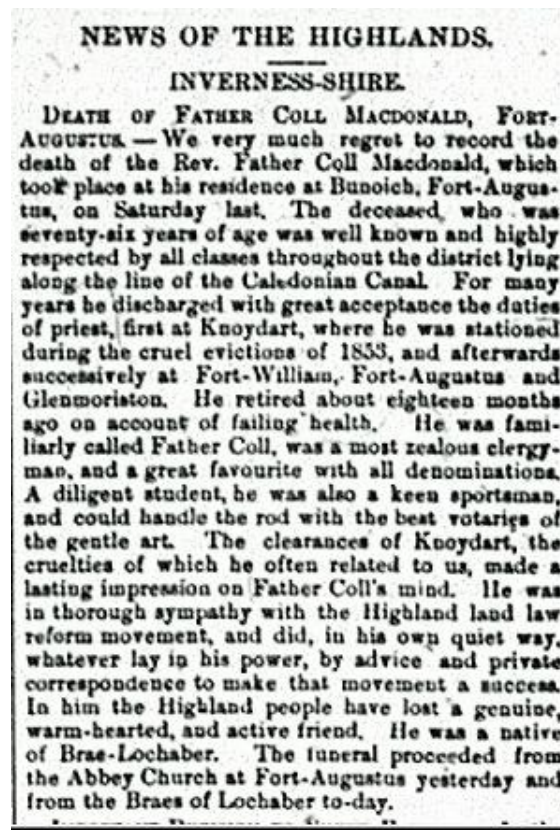 NEWS OF THE HIGHLANDS.
INVERNESS-SHIRE.
DEATH OF FATHER COLL MACDONALD, FORT-
AUGUSTUS.—We very much regret to record the
death of the Rev. Father Coll Macdonald, which
took place at his residence at Bunoich, Fort-Augus-
tus, on Saturday last. The deceased, who was
seventy-six years of age was well known and highly
respected by all classes throughout the district lying
along the line of the Caledonian Canal. For many
years he discharged with great acceptance the duties
of priest, first at Knoydart, where he was stationed
during the cruel evictions of 1853, and afterwards
successively at Fort-William, Fort-Augustus and
Glenmoriston. He retired about eighteen months
ago on account of failing health. He was fami-
liarly called Father Coll, was a most zealous clergy-
man, and a great favourite with all denominations.
A diligent student, he was also a keen sportsman,
and could handle the rod with the best votaries of
the gentle art. The clearances of Knoydart, the
cruelties of which he often related to us, made a
lasting impression on Father Coll's mind. He was
in thorough sympathy with the Highland land law
reform movement, and did, in his own quiet way,
whatever lay in his power, by advice and private
correspondence to make that movement a success.
In him the Highland people have lost a genuine,
warm-hearted, and active friend. He was a native
of Brae-Lochaber. The funeral proceeded from
the Abbey Church at Fort-Augustus yesterday and
from the Braes of Lochaber to-day.